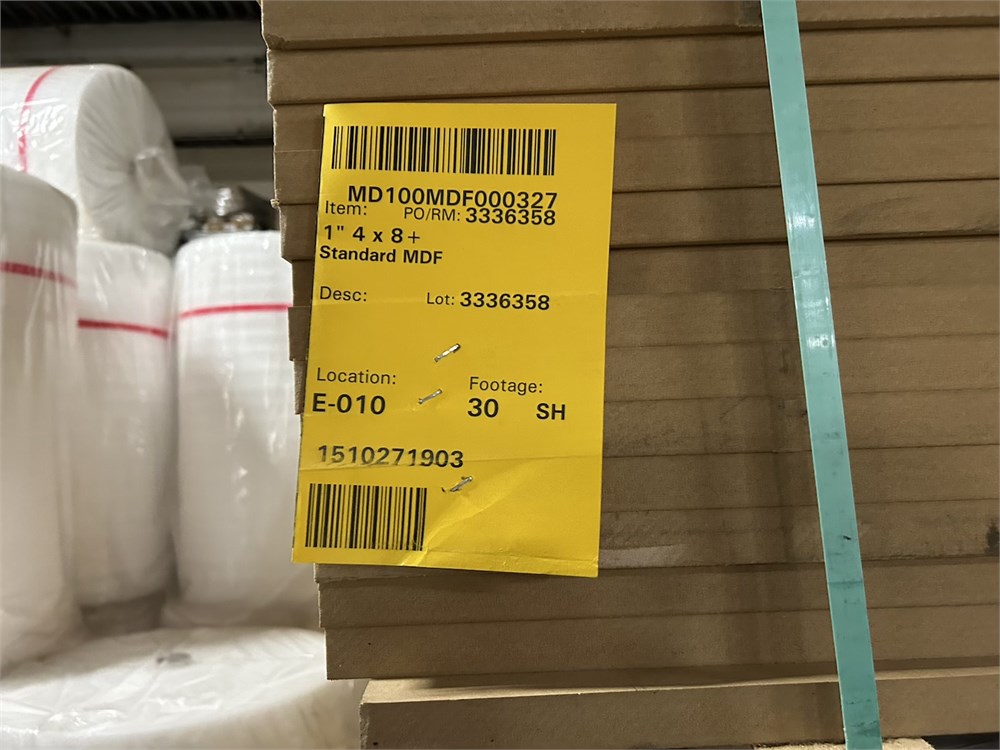 MD100MDF000327
Item: PO/RM: 3336358
1" 4 x 8+
Standard MDF
Desc: Lot: 3336358
Location: Footage:
E-010 30 SH
1510271903